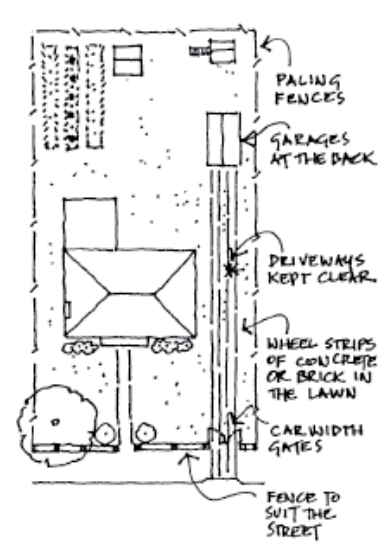 PALING
FENCES
GARAGES
AT THE BACK
DRIVEWAYS
KEPT CLEAR
WHEEL STRIPS
OF CONCRETE
OR BRICK IN
THE LAWN
CAR WIDTH
GATES
FENCE TO
SUIT THE
STREET